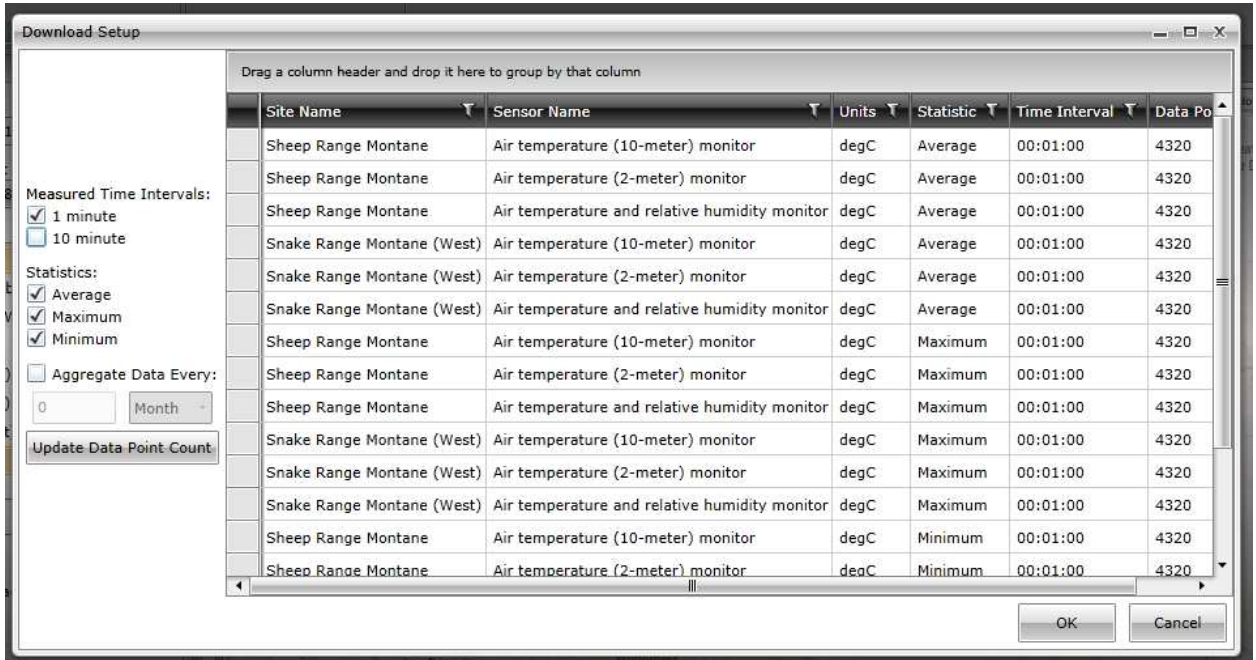 Download Setup
Drag a column header and drop it here to group by that column
Site Name Sensor Name Units Statistic Time Interval Data Po
Sheep Range Montane Air temperature (10-meter) monitor degC Average 00:01:00 4320
Sheep Range Montane Air temperature (2-meter) monitor degC Average 00:01:00 4320
Sheep Range Montane Air temperature and relative humidity monitor degC Average 00:01:00 4320
Snake Range Montane (West) Air temperature (10-meter) monitor degC Average 00:01:00 4320
Snake Range Montane (West) Air temperature (2-meter) monitor degC Average 00:01:00 4320
Snake Range Montane (West) Air temperature and relative humidity monitor degC Average 00:01:00 4320
Sheep Range Montane Air temperature (10-meter) monitor degC Maximum 00:01:00 4320
Sheep Range Montane Air temperature (2-meter) monitor degC Maximum 00:01:00 4320
Sheep Range Montane Air temperature and relative humidity monitor degC Maximum 00:01:00 4320
Snake Range Montane (West) Air temperature (10-meter) monitor degC Maximum 00:01:00 4320
Snake Range Montane (West) Air temperature (2-meter) monitor degC Maximum 00:01:00 4320
Snake Range Montane (West) Air temperature and relative humidity monitor degC Maximum 00:01:00 4320
Sheep Range Montane Air temperature (10-meter) monitor degC Minimum 00:01:00 4320
Sheep Range Montane Air temperature (2-meter) monitor degC Minimum 00:01:00 4320
Measured Time Intervals:
1 minute
10 minute
Statistics:
Average
Maximum
Minimum
Aggregate Data Every:
0 Month
Update Data Point Count
OK Cancel